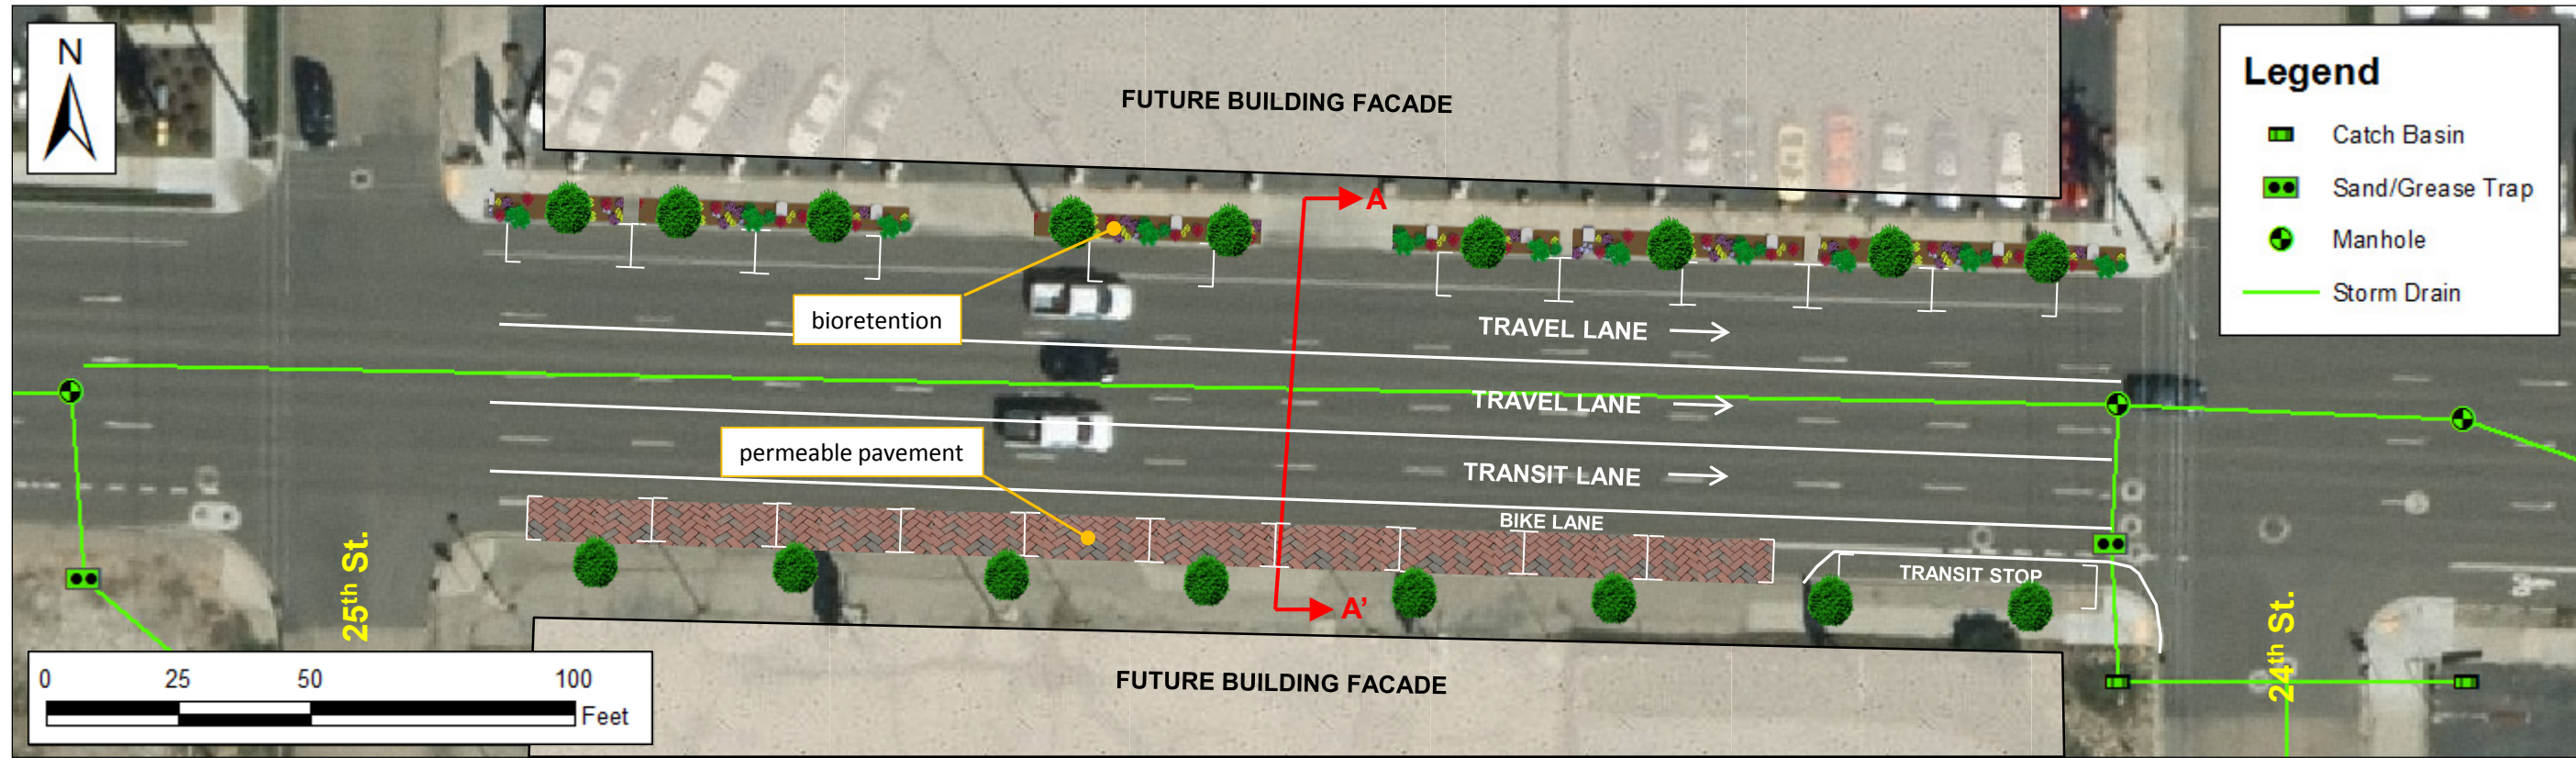 N
FUTURE BUILDING FACADE
Legend
Catch Basin
Sand/Grease Trap
Manhole
Storm Drain
A
bioretention
TRAVEL LANE
TRAVEL LANE
permeable pavement
TRANSIT LANE
BIKE LANE
TRANSIT STOP
A’
25th St.
24th St.
FUTURE BUILDING FACADE
0 25 50 100
Feet